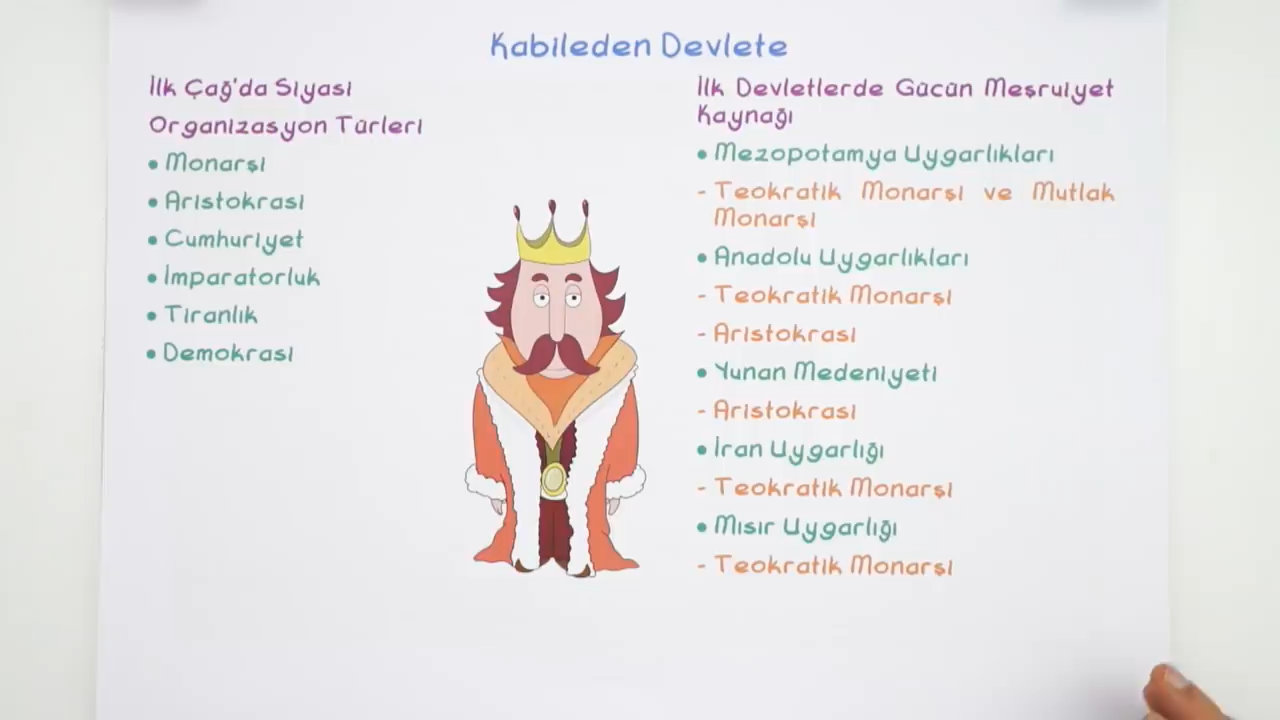 Kabileden Devlete
İlk Çağ'da Siyasi
Organizasyon Türleri
• Monarşi
• Aristokrasi
• Cumhuriyet
• İmparatorluk
• Tiranlık
• Demokrasi
İlk Devletlerde Gücün Meşruiyet
Kaynağı
• Mezopotamya Uygarlıkları
- Teokratik Monarşi ve Mutlak
Monarşi
• Anadolu Uygarlıkları
- Teokratik Monarşi
- Aristokrasi
• Yunan Medeniyeti
- Aristokrasi
• İran Uygarlığı
- Teokratik Monarşi
• Mısır Uygarlığı
- Teokratik Monarşi